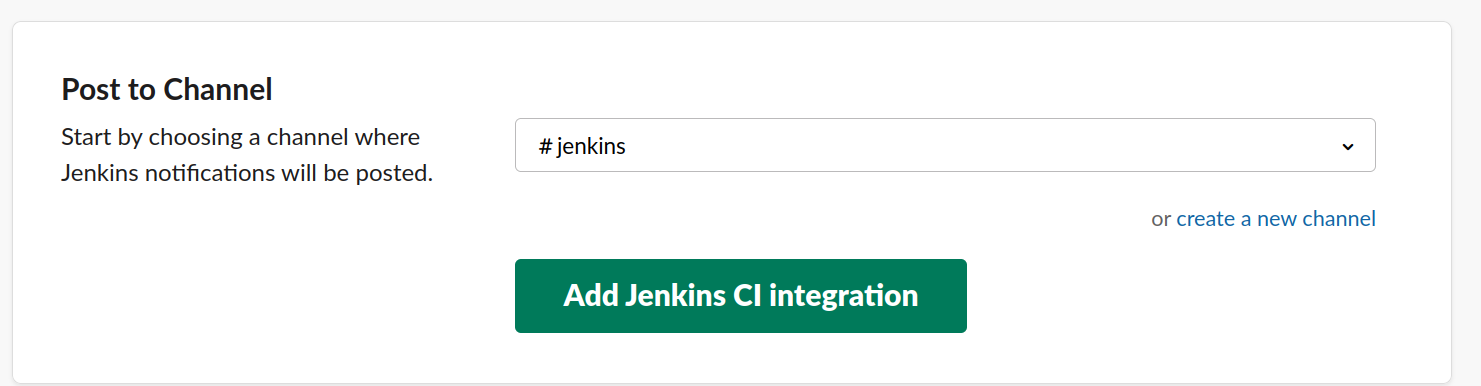 Post to Channel
Start by choosing a channel where
Jenkins notifications will be posted.
# jenkins
or create a new channel
Add Jenkins CI integration